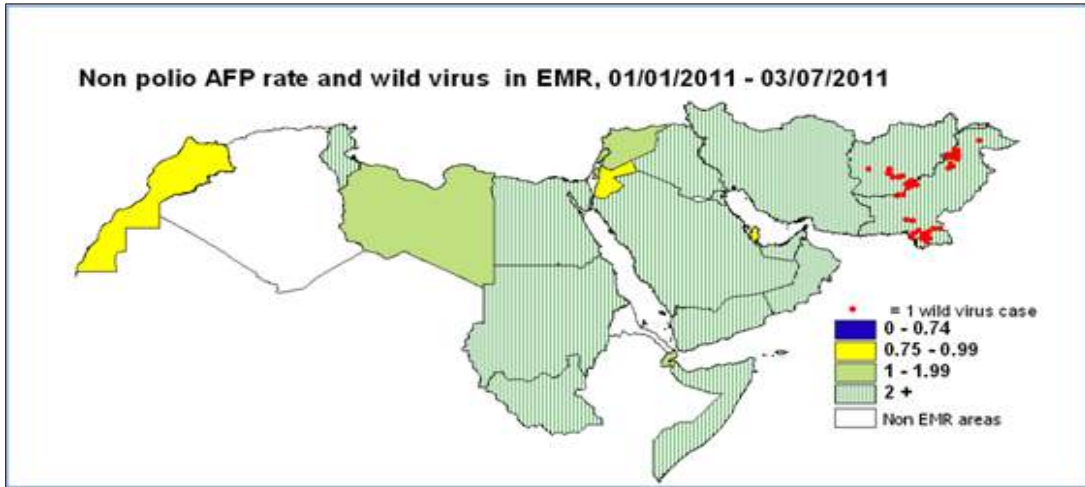 Non polio AFP rate and wild virus in EMR, 01/01/2011 - 03/07/2011
= 1 wild virus case
0 - 0.74
0.75 - 0.99
1 - 1.99
2 +
Non EMR areas